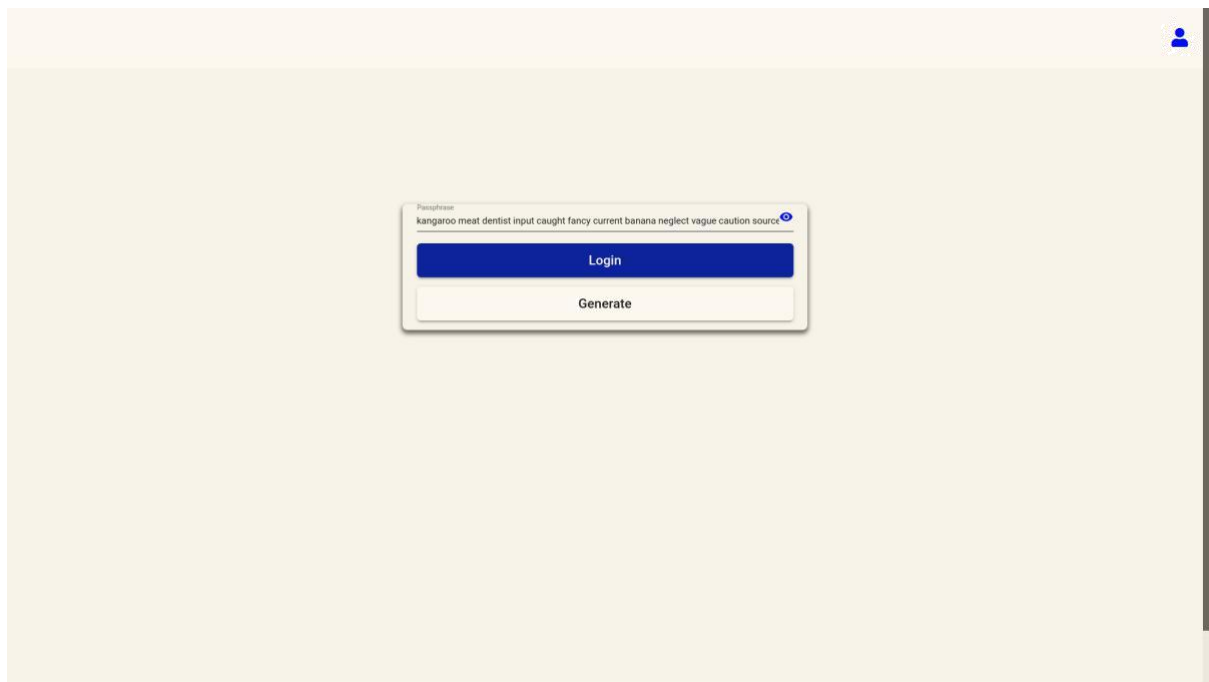 Passphrase
kangaroo meat dentist input caught fancy current banana neglect vague caution source
Login
Generate